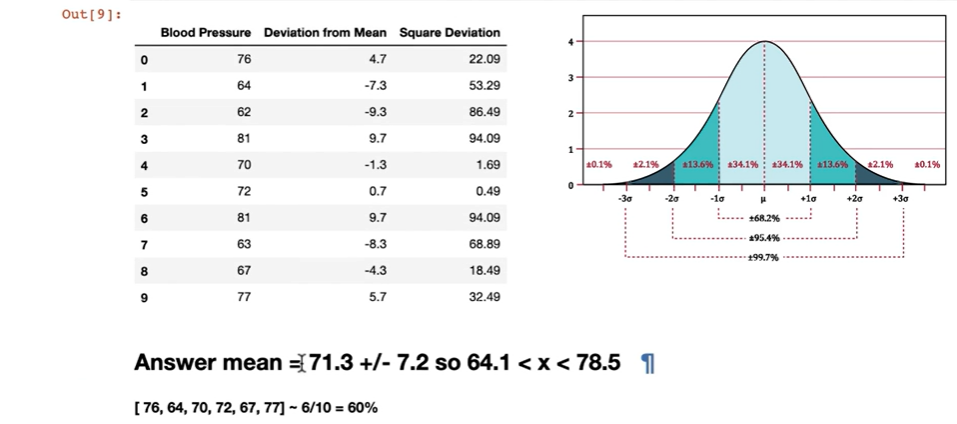 Out[9]:
Blood Pressure Deviation from Mean Square Deviation
0 76 4.7 22.09
1 64 -7.3 53.29
2 62 -9.3 86.49
3 81 9.7 94.09
4 70 -1.3 1.69
5 72 0.7 0.49
6 81 9.7 94.09
7 63 -8.3 68.89
8 67 -4.3 18.49
9 77 5.7 32.49
4
3
2
1
0
±0.1% ±2.1% ±13.6% ±34.1% ±34.1% ±13.6% ±2.1% ±0.1%
-3σ -2σ -1σ μ +1σ +2σ +3σ
±68.2%
±95.4%
±99.7%
Answer mean = 71.3 +/- 7.2 so 64.1 < x < 78.5 ¶
[ 76, 64, 70, 72, 67, 77] ~ 6/10 = 60%